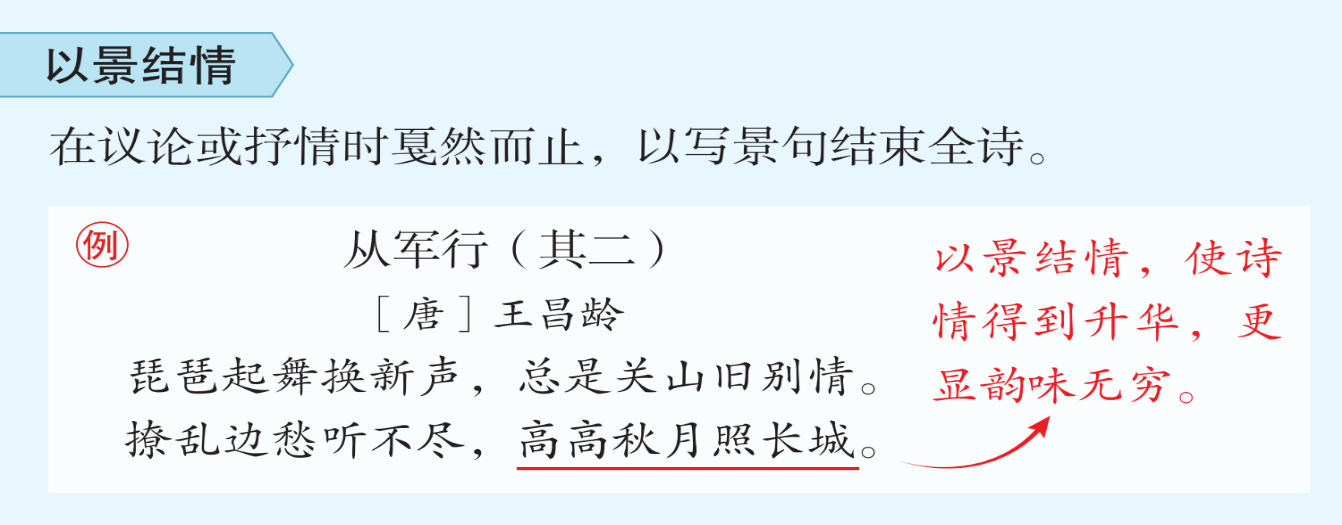 以景结情
在议论或抒情时戛然而止，以写景句结束全诗。
例
从军行（其二）
［唐］王昌龄
琵琶起舞换新声，总是关山旧别情。
撩乱边愁听不尽，高高秋月照长城。
以景结情，使诗
情得到升华，更
显韵味无穷。